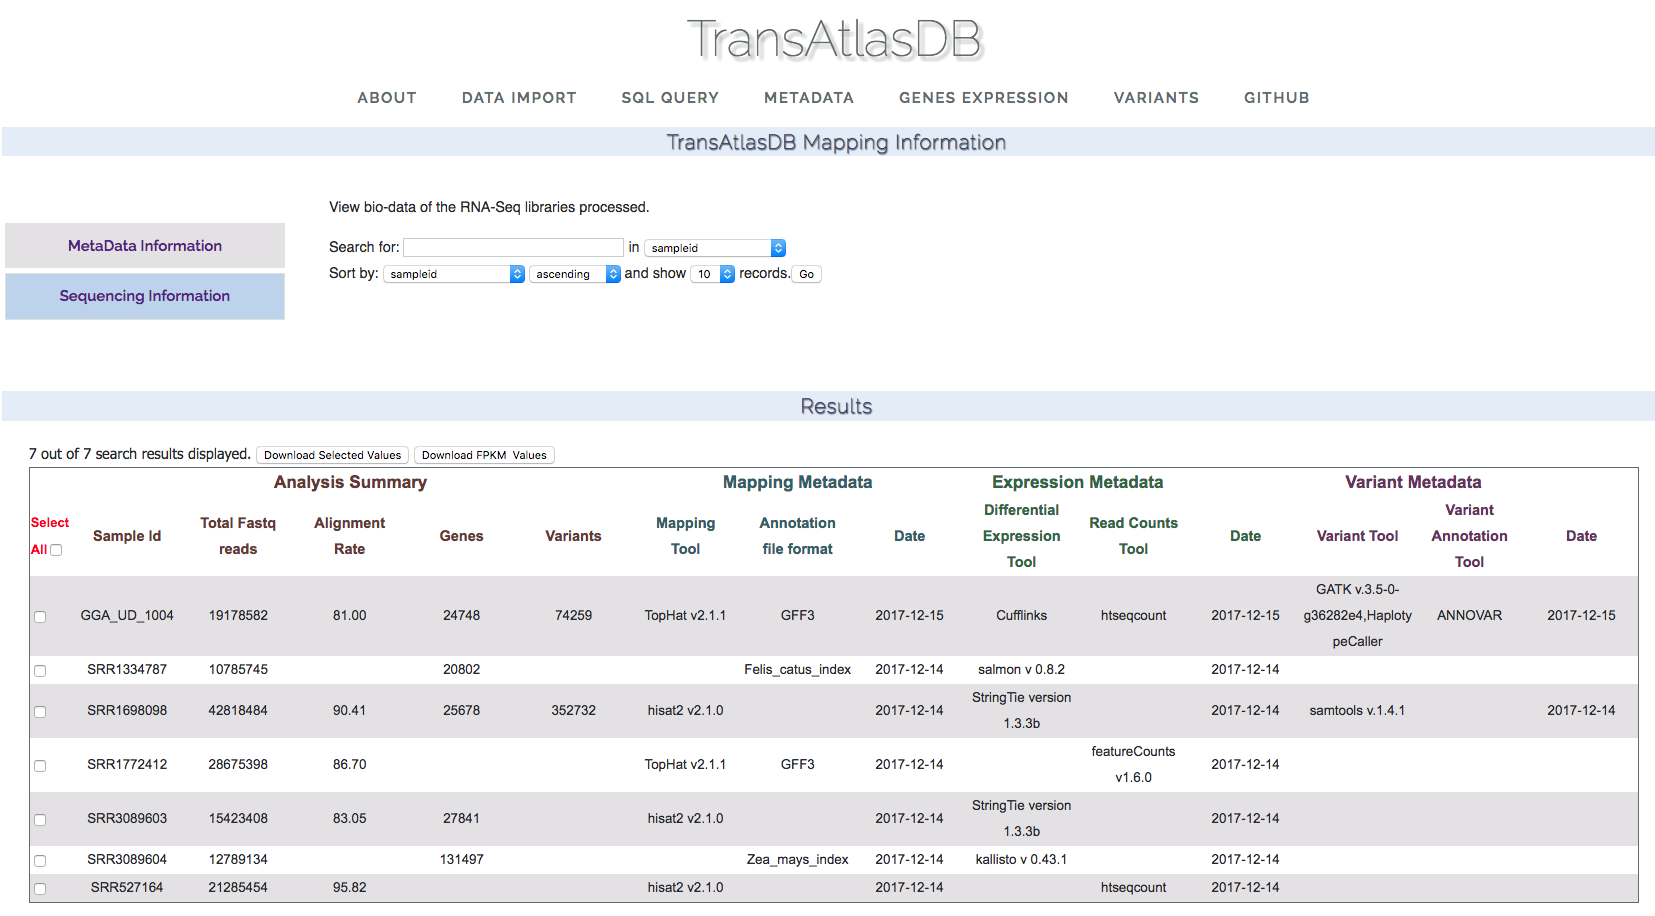 TransAtlasDB
ABOUT DATA IMPORT SQL QUERY METADATA GENES EXPRESSION VARIANTS GITHUB
TransAtlasDB Mapping Information
View bio-data of the RNA-Seq libraries processed.
MetaData Information
Sequencing Information
Search for: in sampleid
Sort by: sampleid ascending and show 10 records. Go
Results
7 out of 7 search results displayed. Download Selected Values Download FPKM Values
Analysis Summary Mapping Metadata Expression Metadata Variant Metadata
Select All Sample Id Total Fastq reads Alignment Rate Genes Variants Mapping Tool Annotation file format Date Differential Expression Tool Read Counts Tool Date Variant Tool Variant Annotation Tool Date
GGA_UD_1004 19178582 81.00 24748 74259 TopHat v2.1.1 GFF3 2017-12-15 Cufflinks htseqcount 2017-12-15 GATK v.3.5-0-g36282e4,HaplotypeCaller ANNOVAR 2017-12-15
SRR1334787 10785745 20802 Felis_catus_index 2017-12-14 salmon v 0.8.2 2017-12-14
SRR1698098 42818484 90.41 25678 352732 hisat2 v2.1.0 2017-12-14 StringTie version 1.3.3b 2017-12-14 samtools v.1.4.1 2017-12-14
SRR1772412 28675398 86.70 TopHat v2.1.1 GFF3 2017-12-14 featureCounts v1.6.0 2017-12-14
SRR3089603 15423408 83.05 27841 hisat2 v2.1.0 2017-12-14 StringTie version 1.3.3b 2017-12-14
SRR3089604 12789134 131497 Zea_mays_index 2017-12-14 kallisto v 0.43.1 2017-12-14
SRR527164 21285454 95.82 hisat2 v2.1.0 2017-12-14 htseqcount 2017-12-14